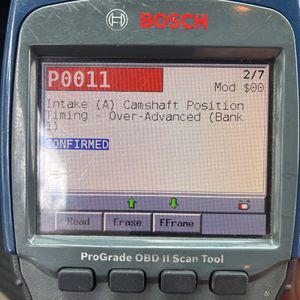 BOSCH
P0011
2/7
Mod $00
Intake (A) Camshaft Position
Timing - Over-Advanced (Bank
1)
CONFIRMED
Read Erase FFrame
ProGrade OBD II Scan Tool